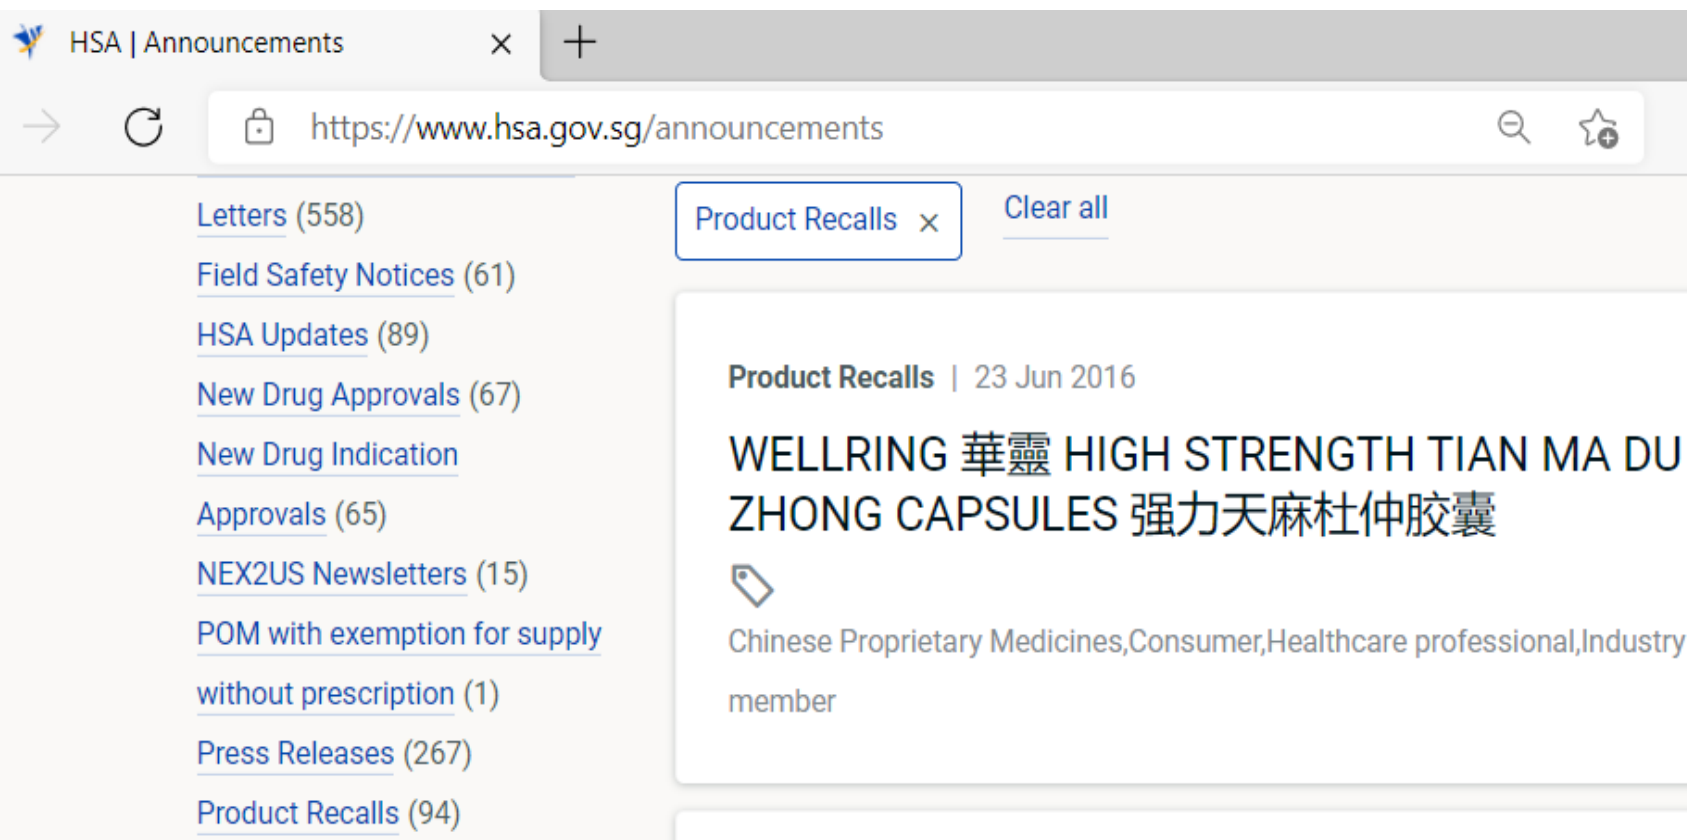 HSA | Announcements
https://www.hsa.gov.sg/announcements
Letters (558)
Field Safety Notices (61)
HSA Updates (89)
New Drug Approvals (67)
New Drug Indication
Approvals (65)
NEX2US Newsletters (15)
POM with exemption for supply
without prescription (1)
Press Releases (267)
Product Recalls (94)
Product Recalls ×
Clear all
Product Recalls | 23 Jun 2016
WELLRING 華靈 HIGH STRENGTH TIAN MA DU
ZHONG CAPSULES 强力天麻杜仲胶囊
Chinese Proprietary Medicines,Consumer,Healthcare professional,Industry
member